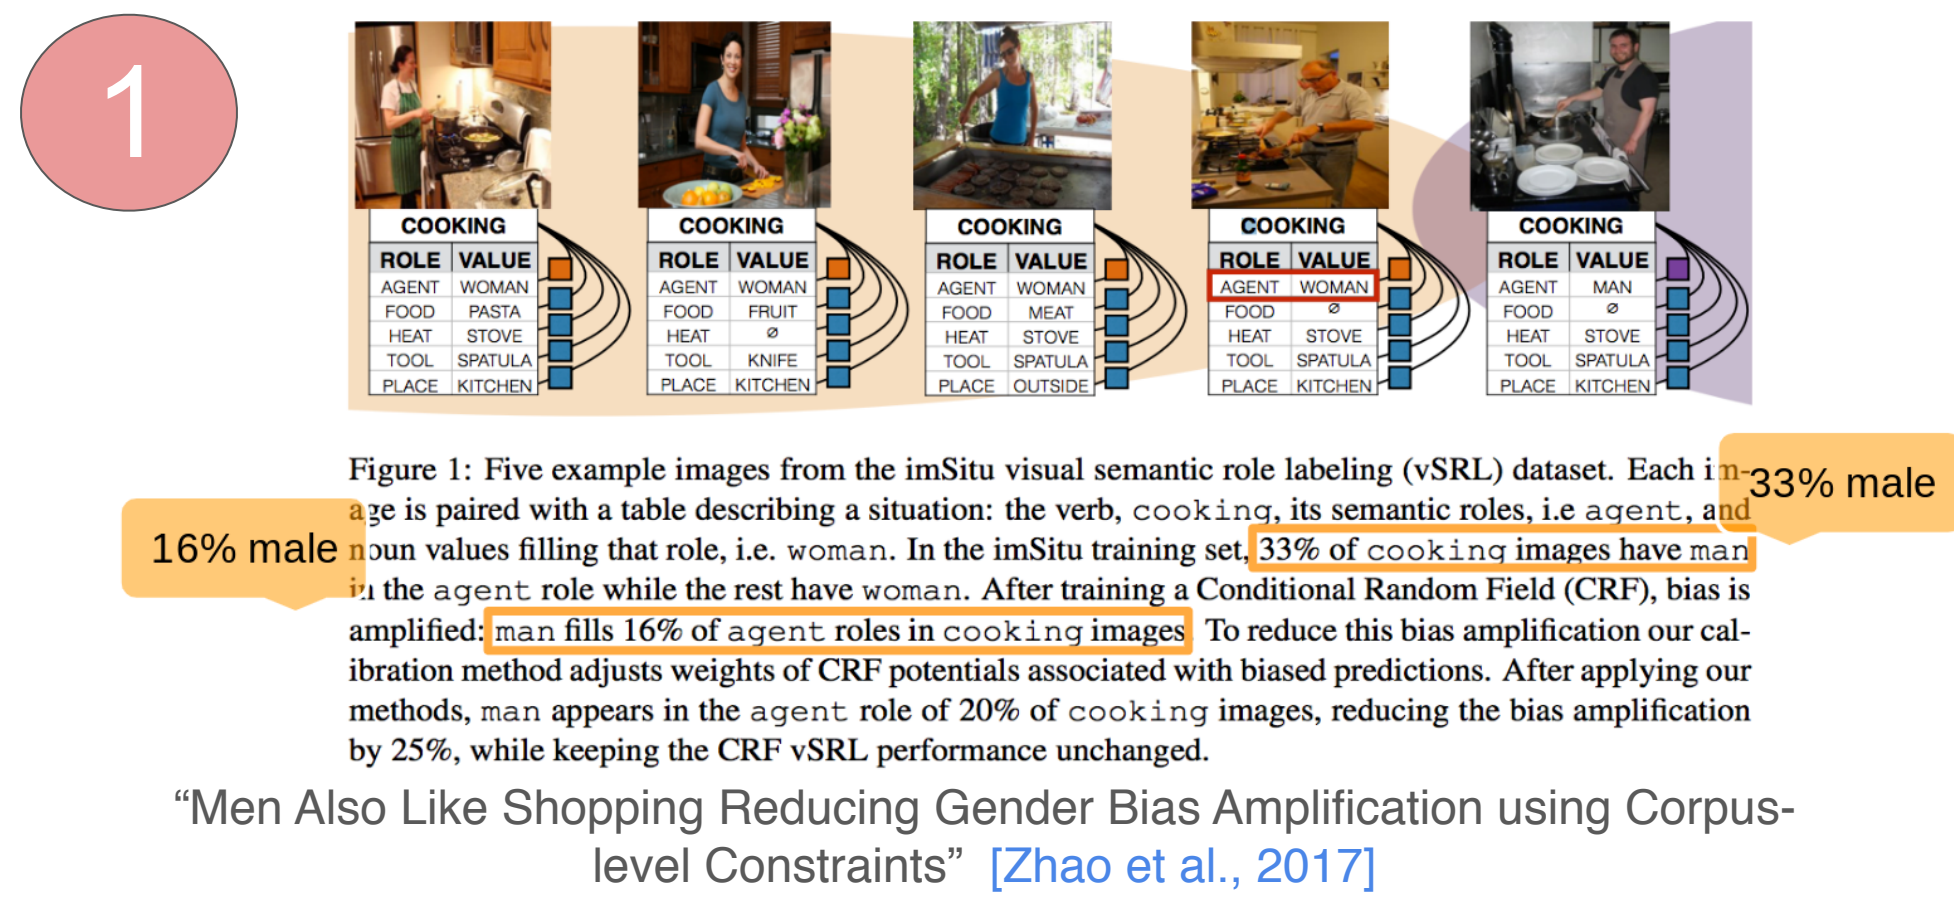 1
COOKING
ROLE VALUE
AGENT WOMAN
FOOD PASTA
HEAT STOVE
TOOL SPATULA
PLACE KITCHEN
COOKING
ROLE VALUE
AGENT WOMAN
FOOD FRUIT
HEAT ∅
TOOL KNIFE
PLACE KITCHEN
COOKING
ROLE VALUE
AGENT WOMAN
FOOD MEAT
HEAT STOVE
TOOL SPATULA
PLACE OUTSIDE
COOKING
ROLE VALUE
AGENT WOMAN
FOOD ∅
HEAT STOVE
TOOL SPATULA
PLACE KITCHEN
COOKING
ROLE VALUE
AGENT MAN
FOOD ∅
HEAT STOVE
TOOL SPATULA
PLACE KITCHEN
33% male
16% male
Figure 1: Five example images from the imSitu visual semantic role labeling (vSRL) dataset. Each im-
age is paired with a table describing a situation: the verb, cooking, its semantic roles, i.e agent, and
noun values filling that role, i.e. woman. In the imSitu training set, 33% of cooking images have man
in the agent role while the rest have woman. After training a Conditional Random Field (CRF), bias is
amplified: man fills 16% of agent roles in cooking images. To reduce this bias amplification our cal-
ibration method adjusts weights of CRF potentials associated with biased predictions. After applying our
methods, man appears in the agent role of 20% of cooking images, reducing the bias amplification
by 25%, while keeping the CRF vSRL performance unchanged.
“Men Also Like Shopping Reducing Gender Bias Amplification using Corpus-
level Constraints” [Zhao et al., 2017]